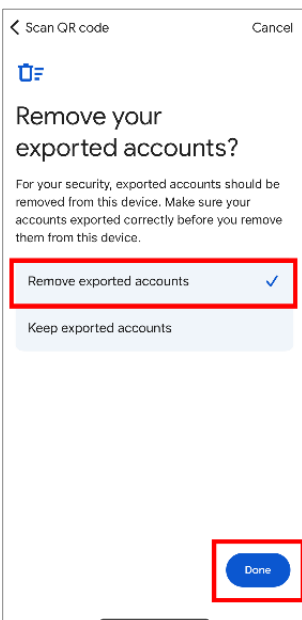 Scan QR code Cancel
Remove your
exported accounts?
For your security, exported accounts should be
removed from this device. Make sure your
accounts exported correctly before you remove
them from this device.
Remove exported accounts
Keep exported accounts
Done